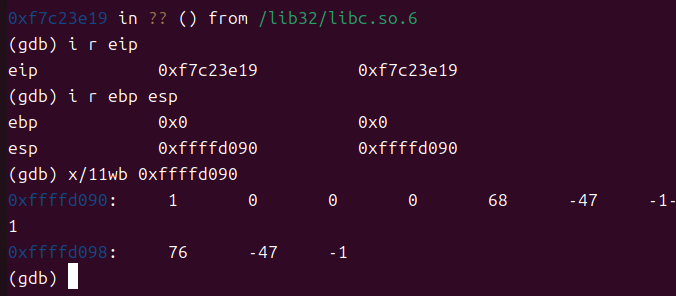 0xf7c23e19 in ?? () from /lib32/libc.so.6
(gdb) i r eip
eip            0xf7c23e19          0xf7c23e19
(gdb) i r ebp esp
ebp            0x0                 0x0
esp            0xffffd090          0xffffd090
(gdb) x/11wb 0xffffd090
0xffffd090:     1       0       0       0       68      -47     -1-
1
0xffffd098:     76      -47     -1
(gdb)